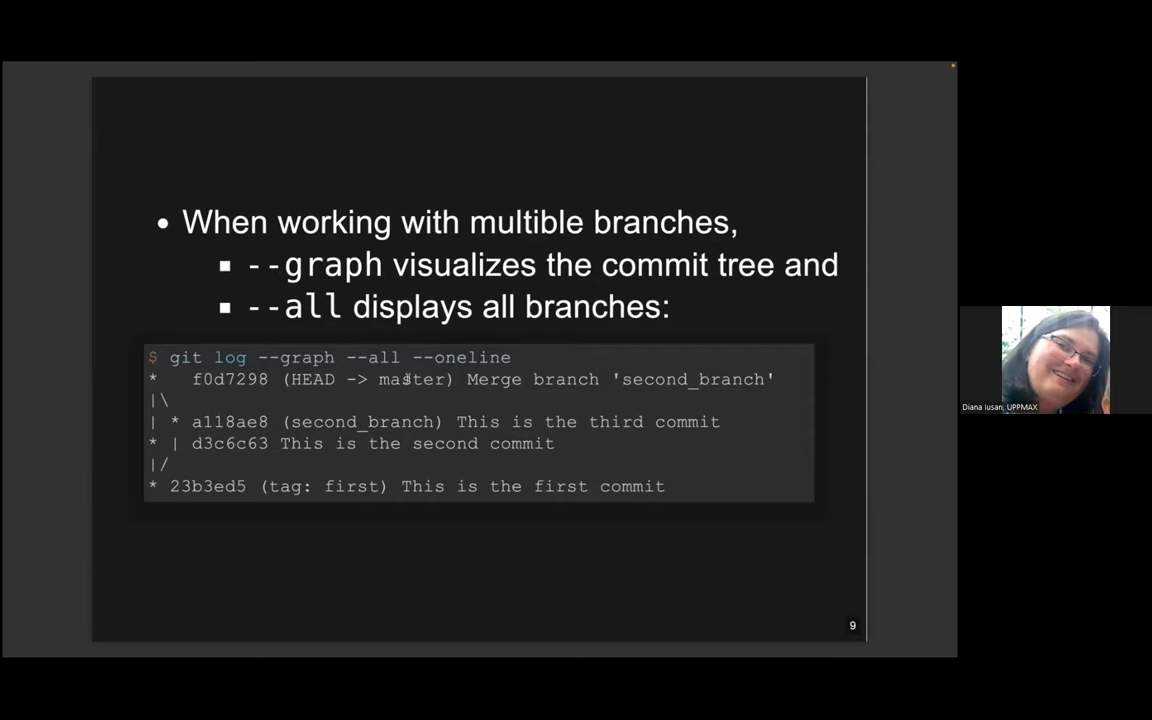 When working with multible branches,
--graph visualizes the commit tree and
--all displays all branches:
$ git log --graph --all --oneline
*   f0d7298 (HEAD -> master) Merge branch 'second_branch'
|\
| * a118ae8 (second_branch) This is the third commit
* | d3c6c63 This is the second commit
|/
* 23b3ed5 (tag: first) This is the first commit
9
Diana Iusan, UPPMAX